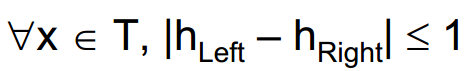 ∀x ∈ T, |h_Left – h_Right| ≤ 1